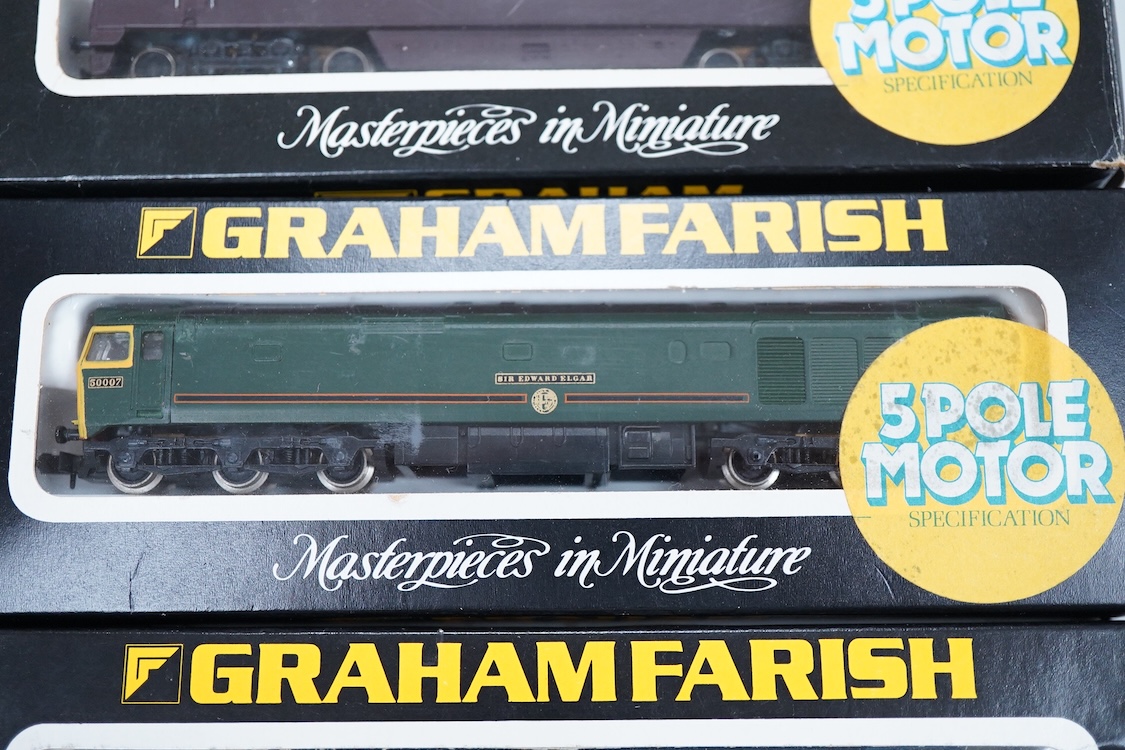 5 POLE
MOTOR
SPECIFICATION
Masterpieces in Miniature
GRAHAM
GRAHAM FARISH
50007
SIR EDWARD ELGAR
5 POLE
MOTOR
SPECIFICATION
Masterpieces in Miniature
GRAHAM FARISH